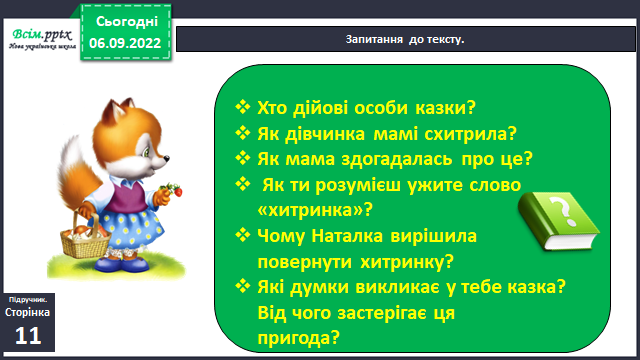 Всім.pptx
Нова українська школа
Сьогодні
06.09.2022
Запитання до тексту.
❖ Хто дійові особи казки?
❖ Як дівчинка мамі схитрила?
❖ Як мама здогадалась про це?
❖ Як ти розумієш ужите слово
«хитринка»?
❖ Чому Наталка вирішила
повернути хитринку?
❖ Які думки викликає у тебе казка?
Від чого застерігає ця
пригода?
?
Підручник.
Сторінка
11